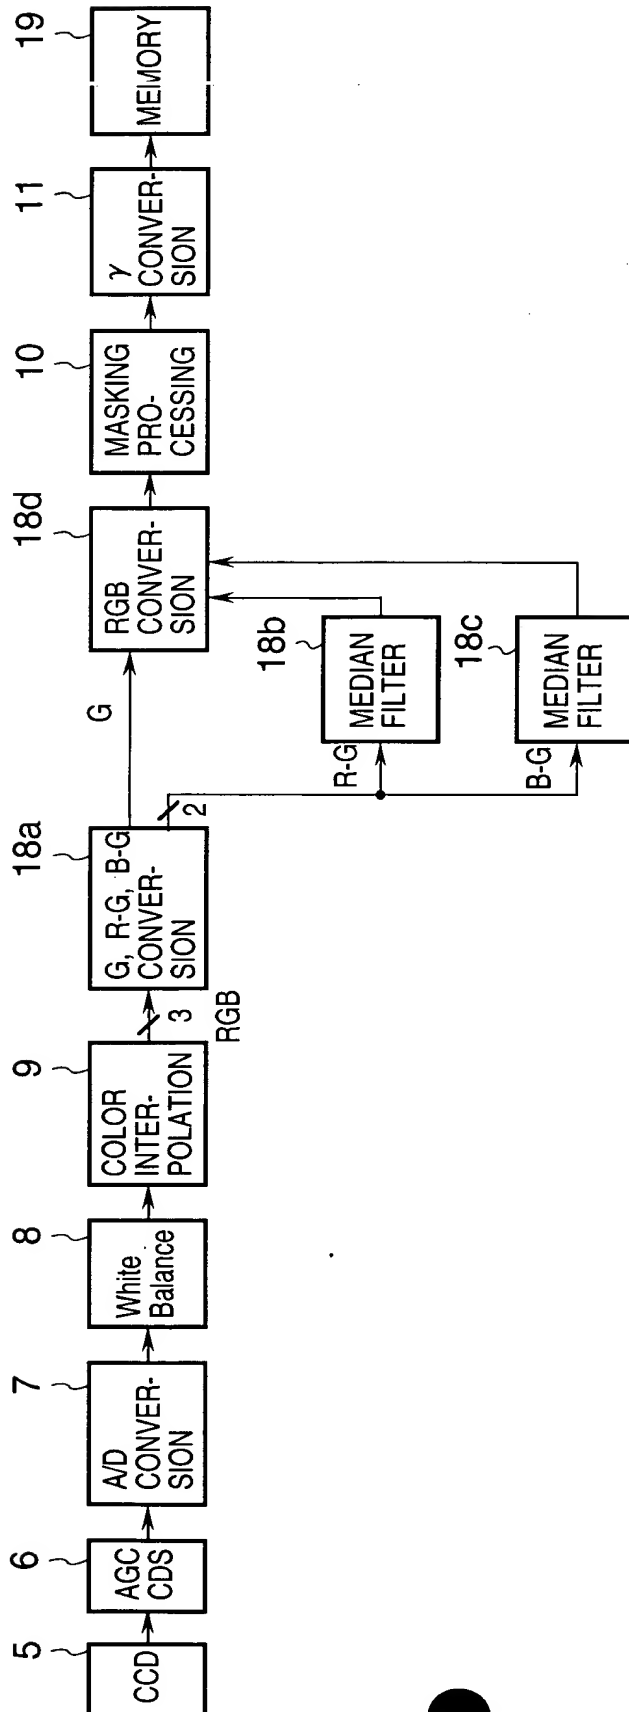 5
CCD
6
AGC
CDS
7
A/D
CONVER-
SION
8
White
Balance
9
COLOR
INTER-
POLATION
3
RGB
18a
G, R-G, B-G
CONVER-
SION
G
2
R-G
18b
MEDIAN
FILTER
B-G
18c
MEDIAN
FILTER
18d
RGB
CONVER-
SION
10
MASKING
PRO-
CESSING
11
γ
CONVER-
SION
19
MEMORY